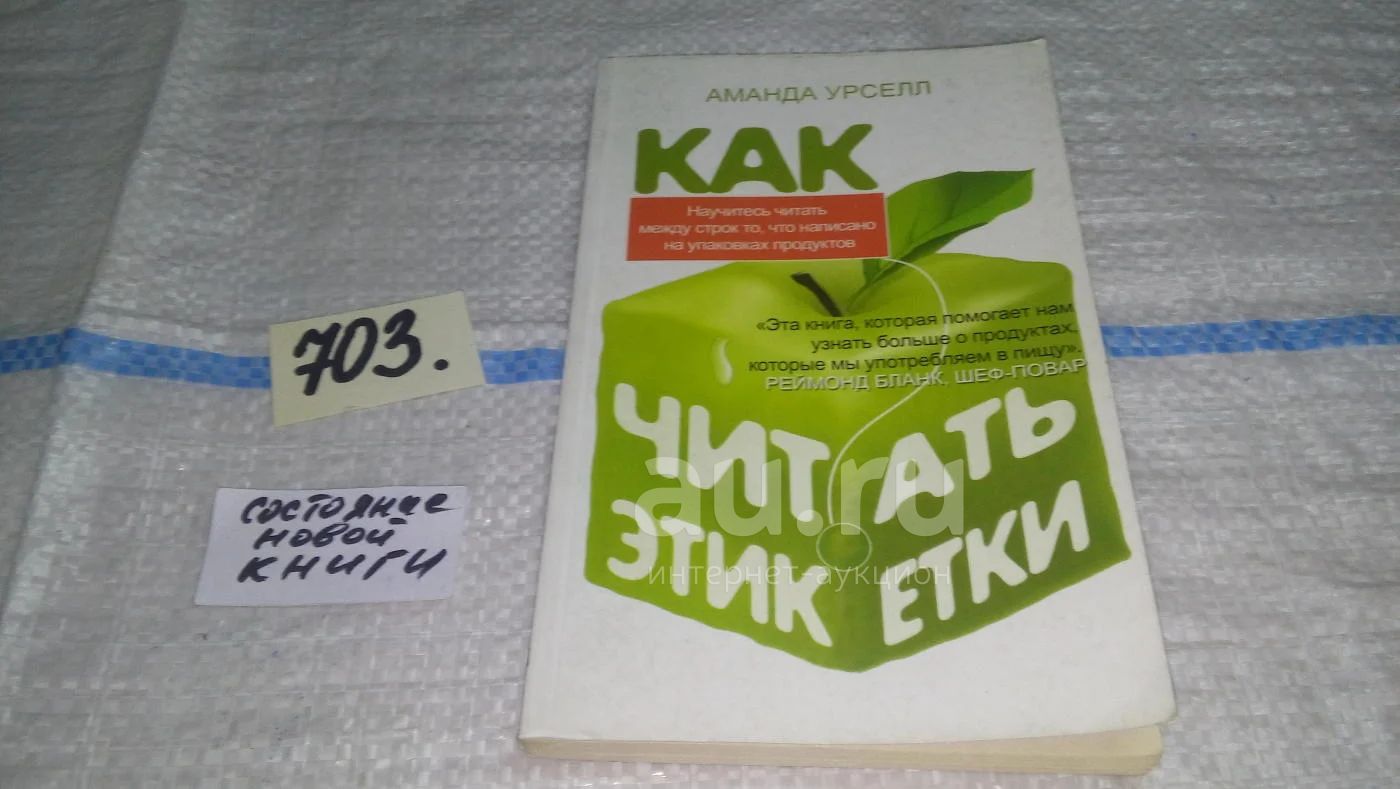 АМАНДА УРСЕЛЛ
КАК
Научитесь читать
между строк то, что написано
на упаковках продуктов
«Эта книга, которая помогает нам
узнать больше о продуктах,
которые мы употребляем в пищу».
РЕЙМОНД БЛАНК, ШЕФ-ПОВАР
ЧИТАТЬ
ЭТИКЕТКИ
703.
состояние
новой
книги
au.ru
интернет-аукцион